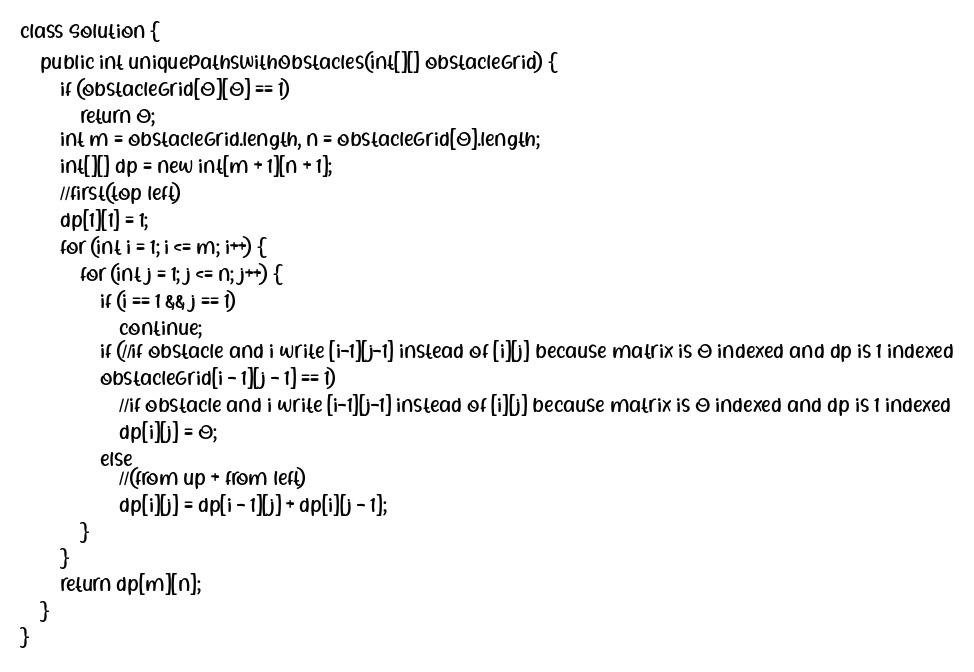 class Solution {
    public int uniquePathsWithObstacles(int[][] obstacleGrid) {
        if (obstacleGrid[0][0] == 1)
            return 0;
        int m = obstacleGrid.length, n = obstacleGrid[0].length;
        int[][] dp = new int[m + 1][n + 1];
        //first(top left)
        dp[1][1] = 1;
        for (int i = 1; i <= m; i++) {
            for (int j = 1; j <= n; j++) {
                if (i == 1 && j == 1)
                    continue;
                if (//if obstacle and i write [i-1][j-1] instead of [i][j] because matrix is 0 indexed and dp is 1 indexed
                obstacleGrid[i - 1][j - 1] == 1)
                    //if obstacle and i write [i-1][j-1] instead of [i][j] because matrix is 0 indexed and dp is 1 indexed
                    dp[i][j] = 0;
                else
                    //(from up + from left)
                    dp[i][j] = dp[i - 1][j] + dp[i][j - 1];
            }
        }
        return dp[m][n];
    }
}